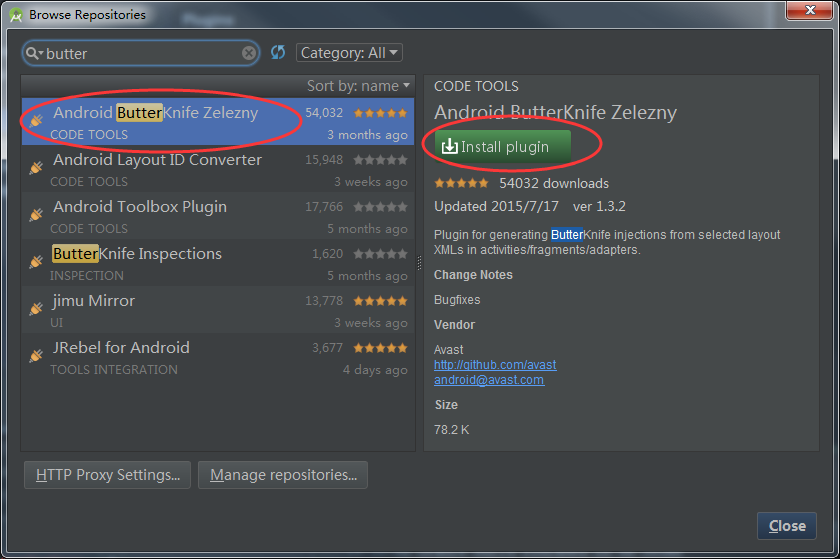 Browse Repositories
Plugins
butter
Category: All
Sort by: name
Android ButterKnife Zelezny 54,032
CODE TOOLS 3 months ago
Android Layout ID Converter 15,948
CODE TOOLS 3 weeks ago
Android Toolbox Plugin 17,766
CODE TOOLS 5 months ago
ButterKnife Inspections 1,620
INSPECTION 5 months ago
jimu Mirror 13,778
UI 3 weeks ago
JRebel for Android 3,677
TOOLS INTEGRATION 4 days ago
CODE TOOLS
Android ButterKnife Zelezny
Install plugin
54032 downloads
Updated 2015/7/17 ver 1.3.2
Plugin for generating ButterKnife injections from selected layout
XMLs in activities/fragments/adapters.
Change Notes
Bugfixes
Vendor
Avast
http://github.com/avast
android@avast.com
Size
78.2 K
HTTP Proxy Settings...
Manage repositories...
Close